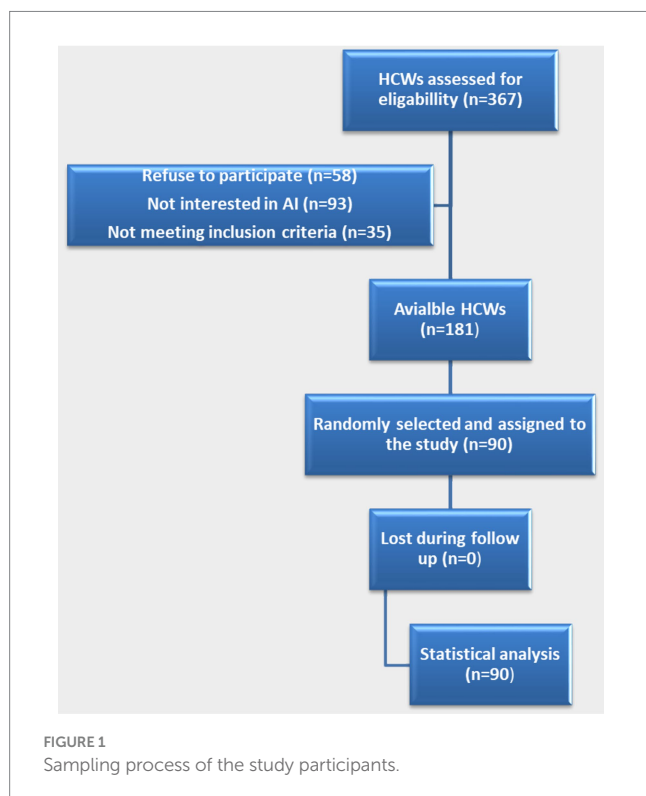 HCWs assessed for
eligabillity (n=367)
Refuse to participate (n=58)
Not interested in AI (n=93)
Not meeting inclusion criteria (n=35)
Avialble HCWs
(n=181)
Randomly selected and assigned to
the study (n=90)
Lost during follow
up (n=0)
Statistical analysis
(n=90)
FIGURE 1
Sampling process of the study participants.